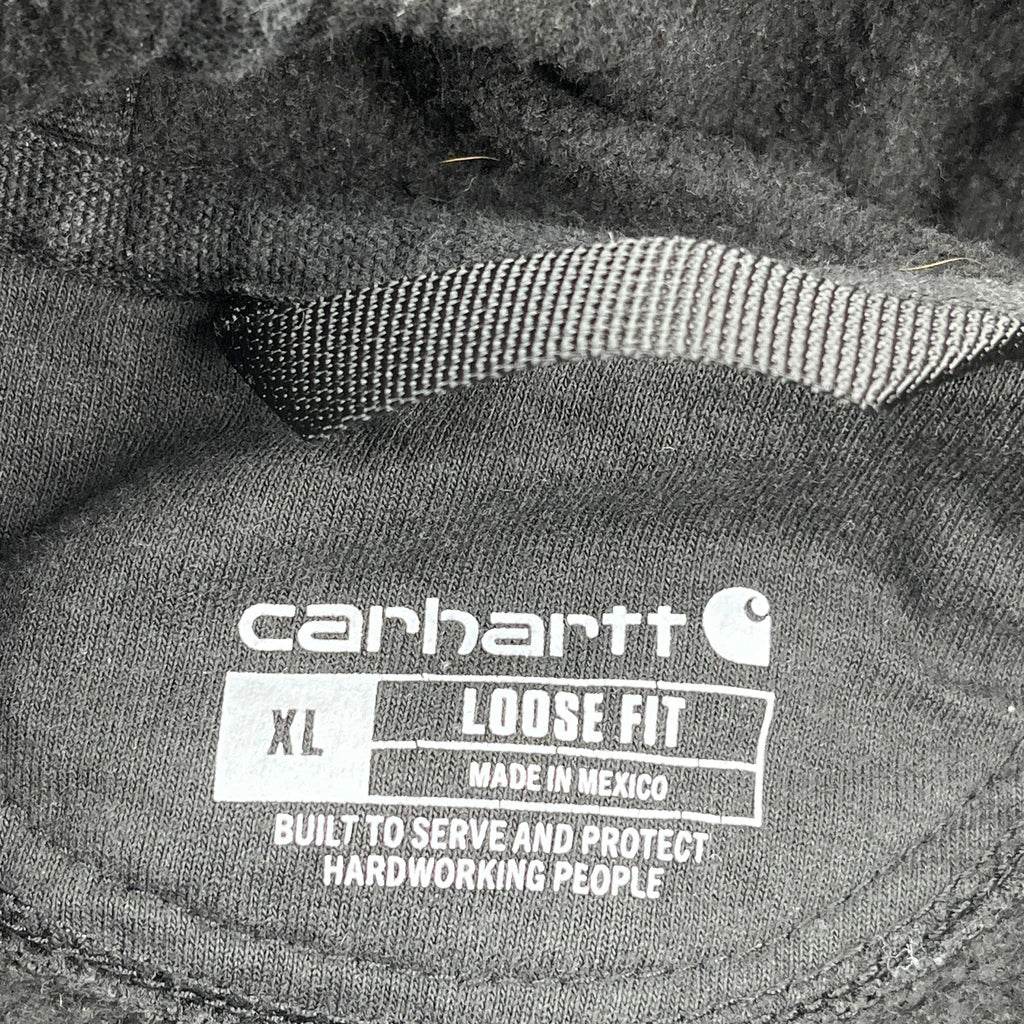 carhartt
XL
LOOSE FIT
MADE IN MEXICO
BUILT TO SERVE AND PROTECT
HARDWORKING PEOPLE